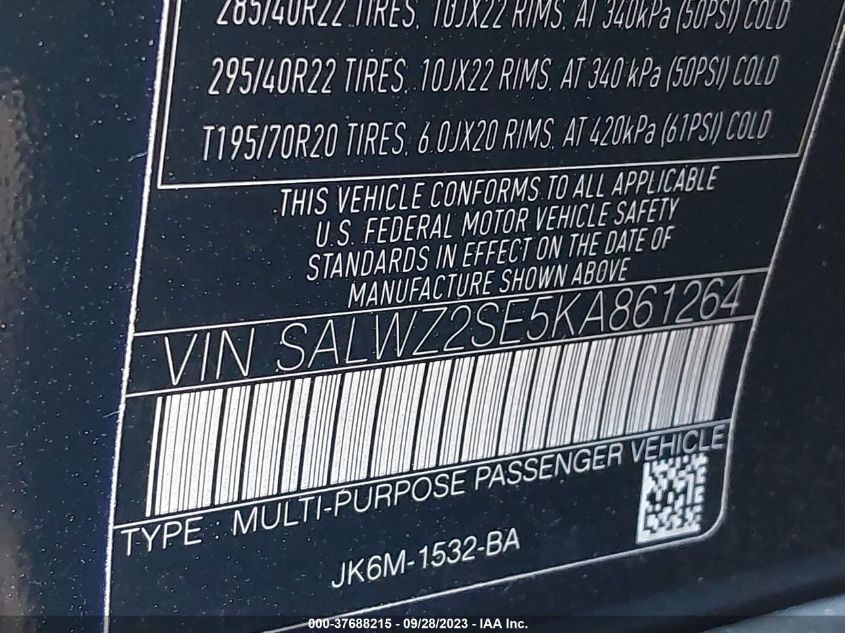 285/40R22 TIRES, 10JX22 RIMS, AT 340kPa (50PSI) COLD
295/40R22 TIRES, 10JX22 RIMS, AT 340 kPa (50PSI) COLD
T195/70R20 TIRES, 6.0JX20 RIMS, AT 420kPa (61PSI) COLD
THIS VEHICLE CONFORMS TO ALL APPLICABLE
U.S. FEDERAL MOTOR VEHICLE SAFETY
STANDARDS IN EFFECT ON THE DATE OF
MANUFACTURE SHOWN ABOVE
VIN SALWZ2SE5KA861264
TYPE : MULTI-PURPOSE PASSENGER VEHICLE
JK6M-1532-BA
000-37688215 - 09/28/2023 - IAA Inc.